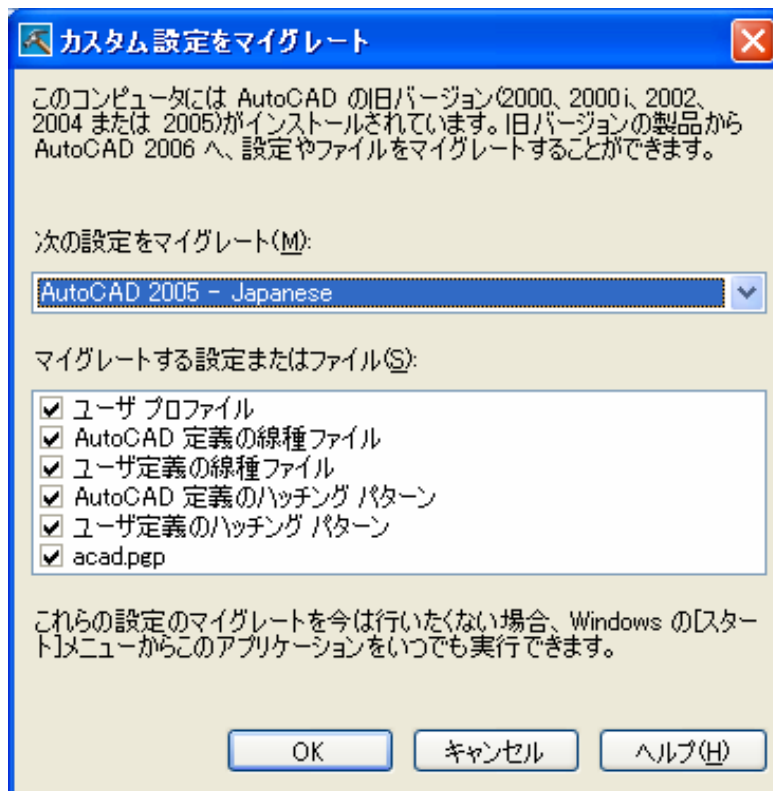 カスタム設定をマイグレート
このコンピュータには AutoCAD の旧バージョン(2000、2000i、2002、
2004 または 2005)がインストールされています。旧バージョンの製品から
AutoCAD 2006 へ、設定やファイルをマイグレートすることができます。
次の設定をマイグレート(M):
AutoCAD 2005 - Japanese
マイグレートする設定またはファイル(S):
ユーザ プロファイル
AutoCAD 定義の線種ファイル
ユーザ定義の線種ファイル
AutoCAD 定義のハッチング パターン
ユーザ定義のハッチング パターン
acad.pgp
これらの設定のマイグレートを今は行いたくない場合、Windows の[スター
ト]メニューからこのアプリケーションをいつでも実行できます。
OK キャンセル ヘルプ(H)